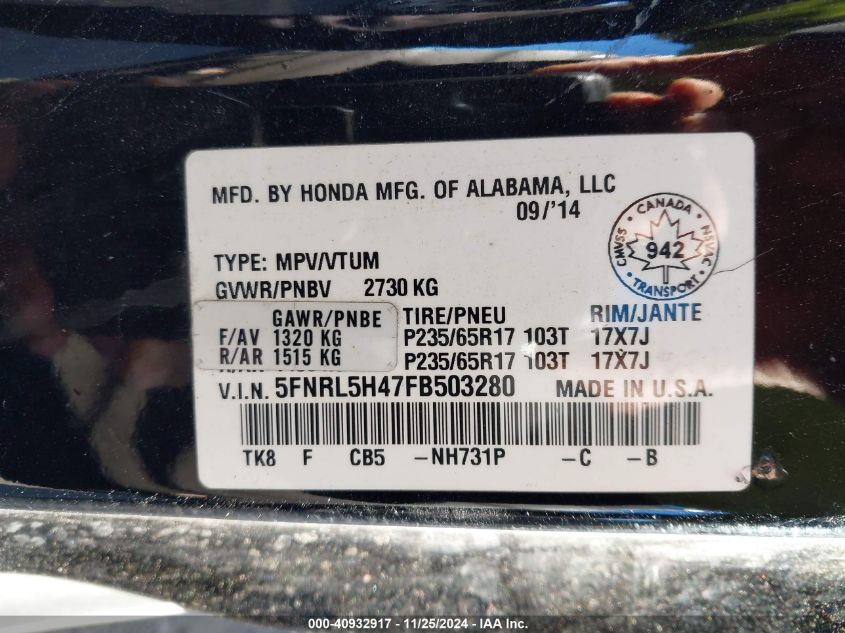 MFD. BY HONDA MFG. OF ALABAMA, LLC
09/'14
CANADA
CMVSS 942 NSVAC
TRANSPORT
TYPE: MPV/VTUM
GVWR/PNBV 2730 KG
GAWR/PNBE TIRE/PNEU RIM/JANTE
F/AV 1320 KG P235/65R17 103T 17X7J
R/AR 1515 KG P235/65R17 103T 17X7J
V.I.N. 5FNRL5H47FB503280 MADE IN U.S.A.
TK8 F CB5 -NH731P -C -B
000-40932917 - 11/25/2024 - IAA Inc.